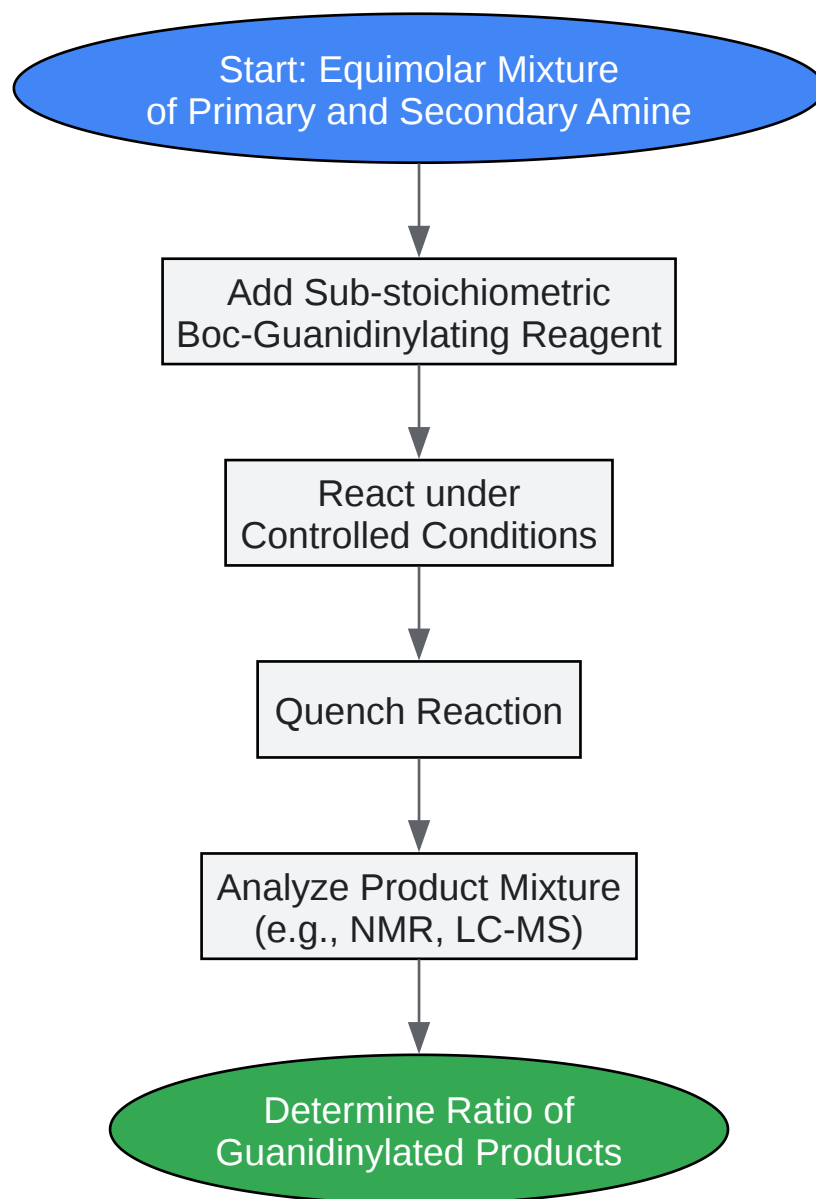 Start: Equimolar Mixture
of Primary and Secondary Amine
Add Sub-stoichiometric
Boc-Guanidinylating Reagent
React under
Controlled Conditions
Quench Reaction
Analyze Product Mixture
(e.g., NMR, LC-MS)
Determine Ratio of
Guanidinylated Products